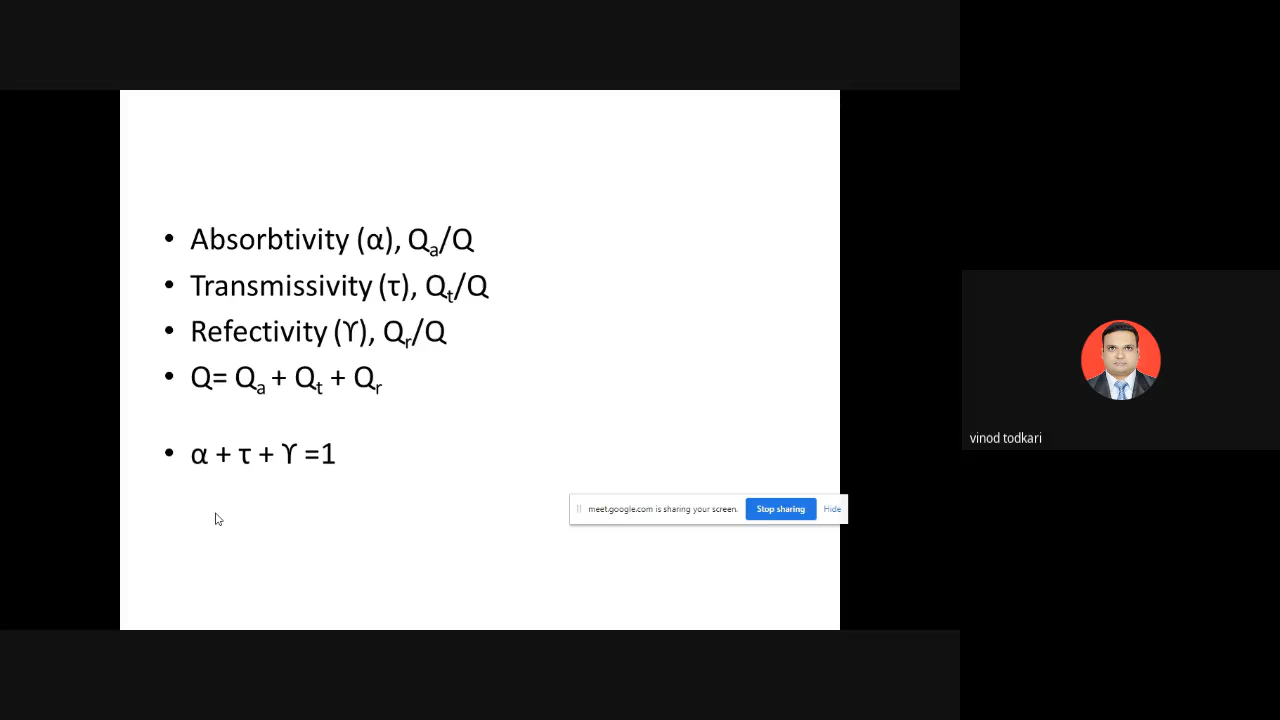 • Absorbtivity (α), Qa/Q
• Transmissivity (τ), Qt/Q
• Refectivity (ϒ), Qr/Q
• Q= Qa + Qt + Qr
• α + τ + ϒ =1
meet.google.com is sharing your screen. Stop sharing Hide
vinod todkari